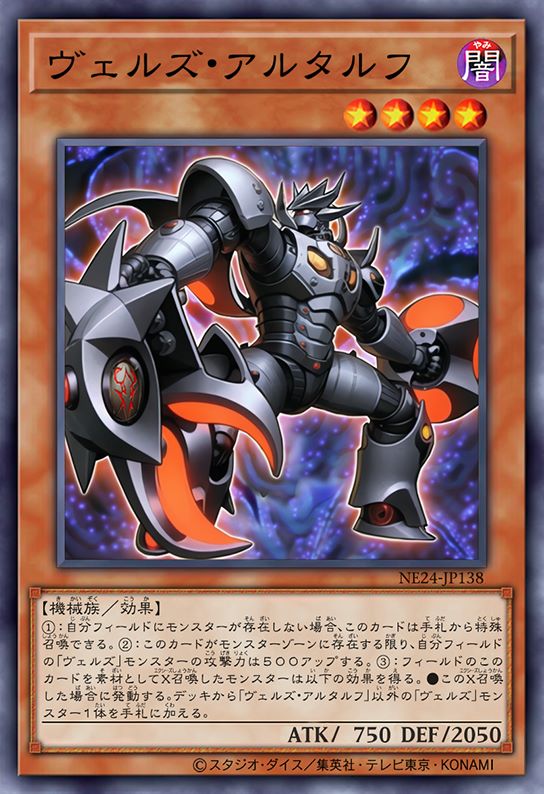 ヴェルズ・アルタルフ
闇
やみ
NE24-JP138
【機械族／効果】
①：自分フィールドにモンスターが存在しない場合、このカードは手札から特殊
召喚できる。②：このカードがモンスターゾーンに存在する限り、自分フィールド
の「ヴェルズ」モンスターの攻撃力は５００アップする。③：フィールドのこの
カードを素材としてX召喚したモンスターは以下の効果を得る。●このX召喚
した場合に発動する。デッキから「ヴェルズ・アルタルフ」以外の「ヴェルズ」モン
スター１体を手札に加える。
ATK/ 750 DEF/2050
©スタジオ・ダイス／集英社・テレビ東京・KONAMI